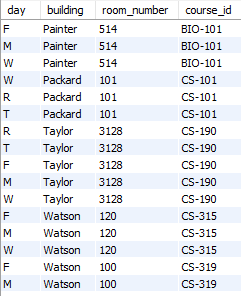 day building room_number course_id
F Painter 514 BIO-101
M Painter 514 BIO-101
W Painter 514 BIO-101
W Packard 101 CS-101
R Packard 101 CS-101
T Packard 101 CS-101
R Taylor 3128 CS-190
T Taylor 3128 CS-190
F Taylor 3128 CS-190
M Taylor 3128 CS-190
W Taylor 3128 CS-190
F Watson 120 CS-315
M Watson 120 CS-315
W Watson 120 CS-315
F Watson 100 CS-319
M Watson 100 CS-319